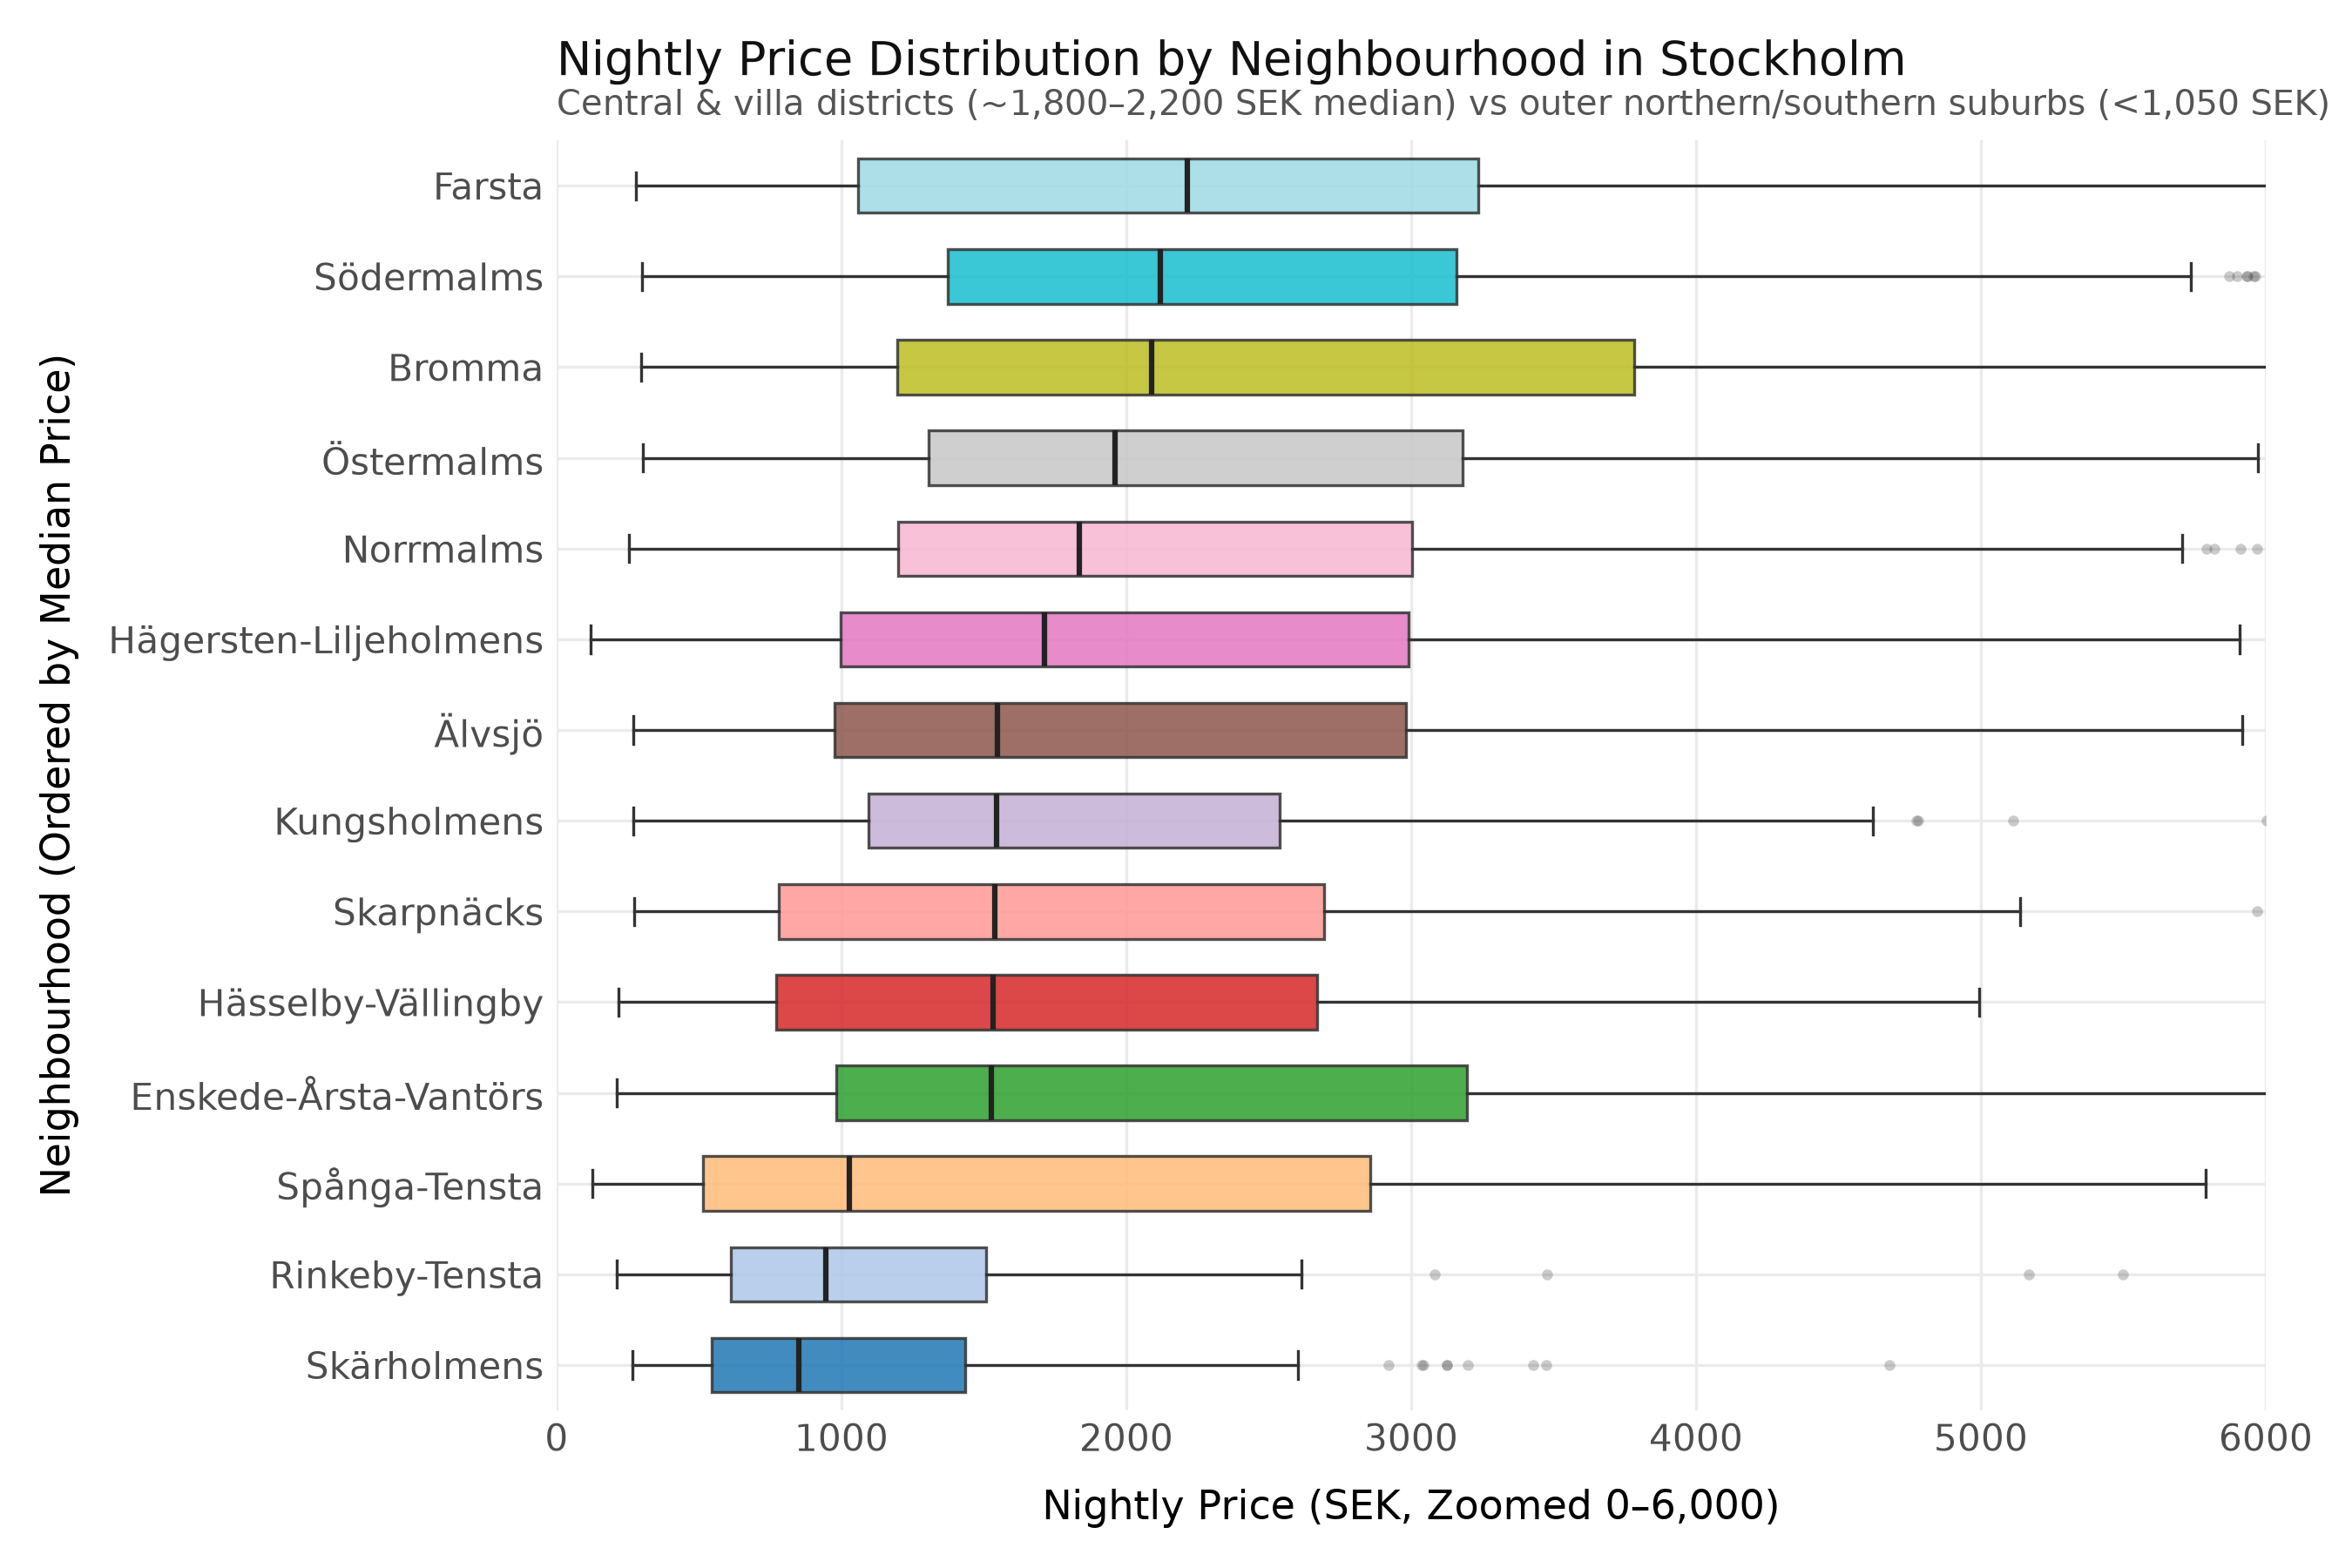 Nightly Price Distribution by Neighbourhood in Stockholm
Central & villa districts (~1,800–2,200 SEK median) vs outer northern/southern suburbs (<1,050 SEK)
Neighbourhood (Ordered by Median Price)
Farsta
Södermalms
Bromma
Östermalms
Norrmalms
Hägersten-Liljeholmens
Älvsjö
Kungsholmens
Skarpnäcks
Hässelby-Vällingby
Enskede-Årsta-Vantörs
Spånga-Tensta
Rinkeby-Tensta
Skärholmens
0 1000 2000 3000 4000 5000 6000
Nightly Price (SEK, Zoomed 0–6,000)